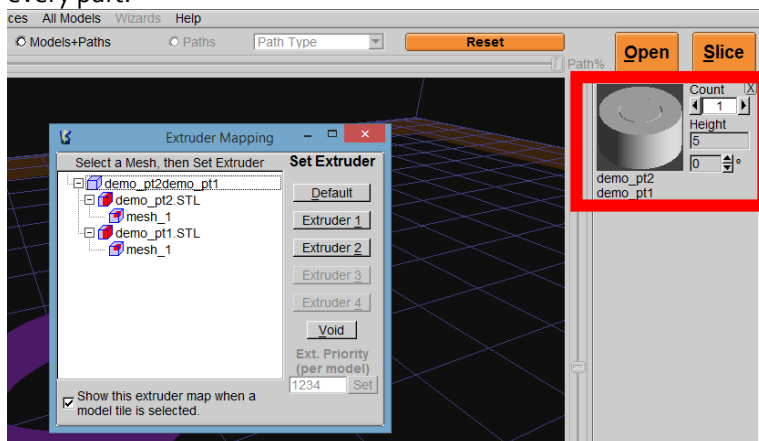 every part.
ces All Models Wizards Help
Models+Paths Paths Path Type Reset
Path%
Open Slice
Count X
1
Height
5
0 °
demo_pt2
demo_pt1
Extruder Mapping
Select a Mesh, then Set Extruder
Set Extruder
demo_pt2demo_pt1
demo_pt2.STL
mesh_1
demo_pt1.STL
mesh_1
Default
Extruder 1
Extruder 2
Extruder 3
Extruder 4
Void
Ext. Priority
(per model)
1234 Set
Show this extruder map when a
model tile is selected.